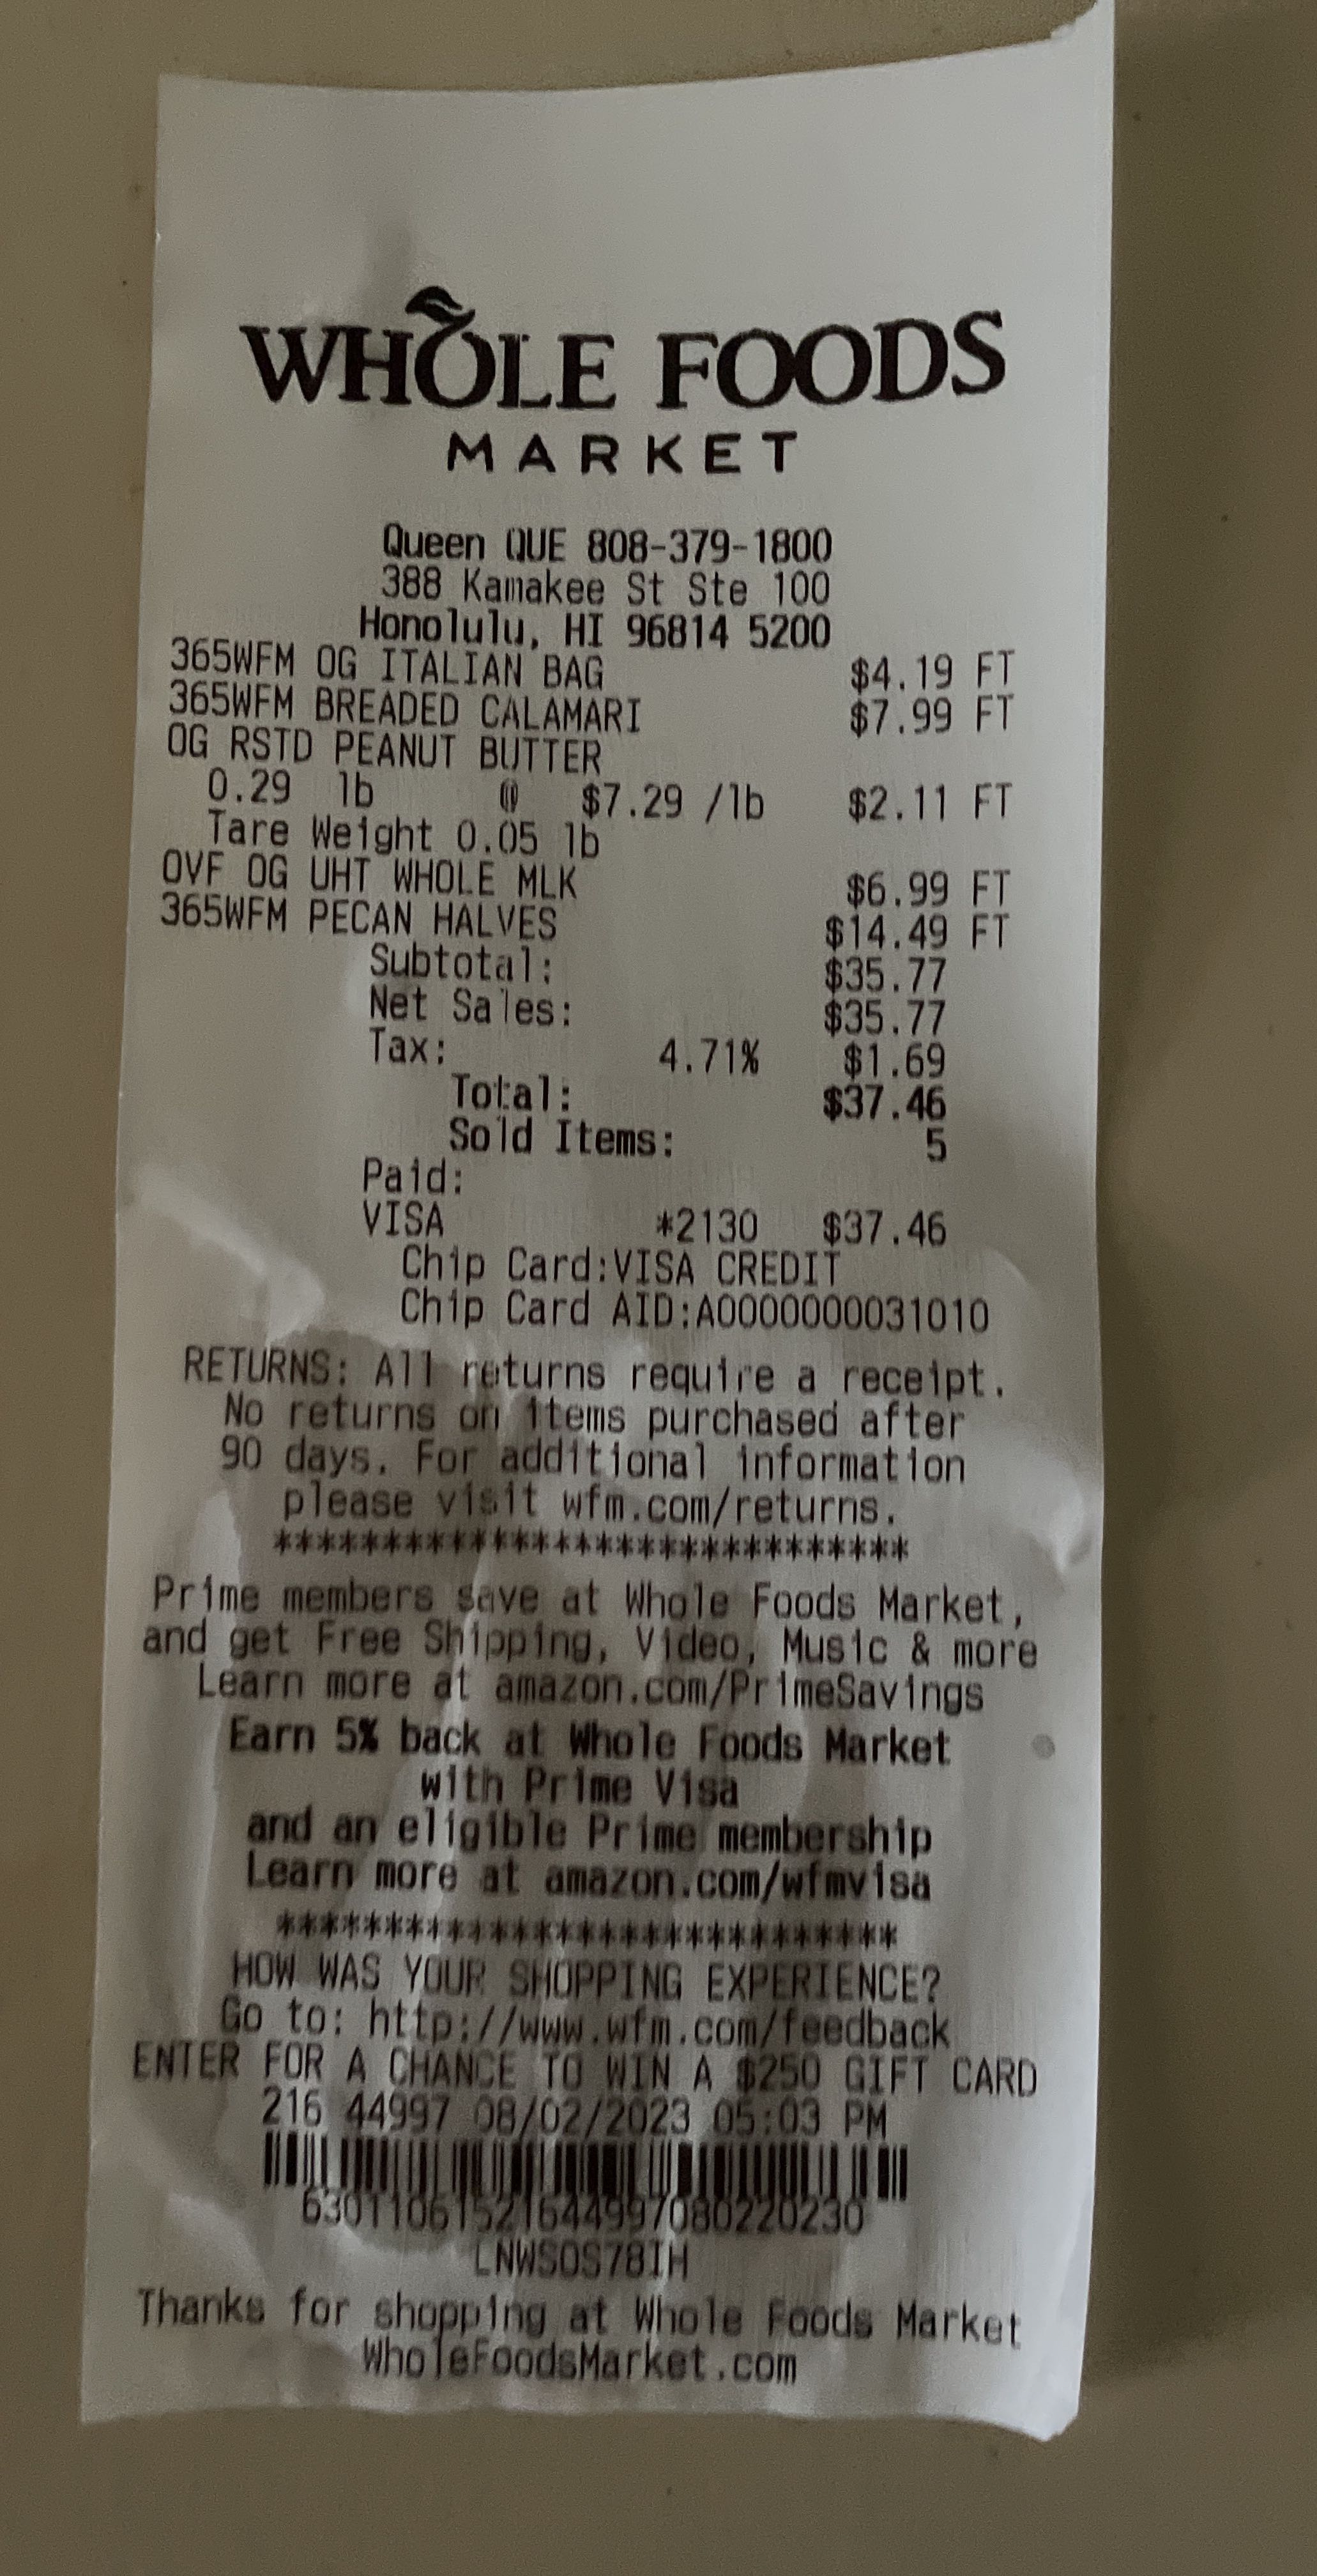 WHOLE FOODS
MARKET
Queen QUE 808-379-1800
388 Kamakee St Ste 100
Honolulu, HI 96814 5200
365WFM OG ITALIAN BAG $4.19 FT
365WFM BREADED CALAMARI $7.99 FT
OG RSTD PEANUT BUTTER
0.29 lb @ $7.29 /lb $2.11 FT
Tare Weight 0.05 lb
OVF OG UHT WHOLE MLK $6.99 FT
365WFM PECAN HALVES $14.49 FT
Subtotal: $35.77
Net Sales: $35.77
Tax: 4.71% $1.69
Total: $37.46
Sold Items: 5
Paid:
VISA *2130 $37.46
Chip Card:VISA CREDIT
Chip Card AID:A0000000031010
RETURNS: All returns require a receipt.
No returns on items purchased after
90 days. For additional information
please visit wfm.com/returns.
******************************
Prime members save at Whole Foods Market,
and get Free Shipping, Video, Music & more
Learn more at amazon.com/PrimeSavings
Earn 5% back at Whole Foods Market
with Prime Visa
and an eligible Prime membership
Learn more at amazon.com/wfmvisa
******************************
HOW WAS YOUR SHOPPING EXPERIENCE?
Go to: http://www.wfm.com/feedback
ENTER FOR A CHANCE TO WIN A $250 GIFT CARD
216 44997 08/02/2023 05:03 PM
630110615216449970802​20230
LNWSOS78IH
Thanks for shopping at Whole Foods Market
WholeFoodsMarket.com